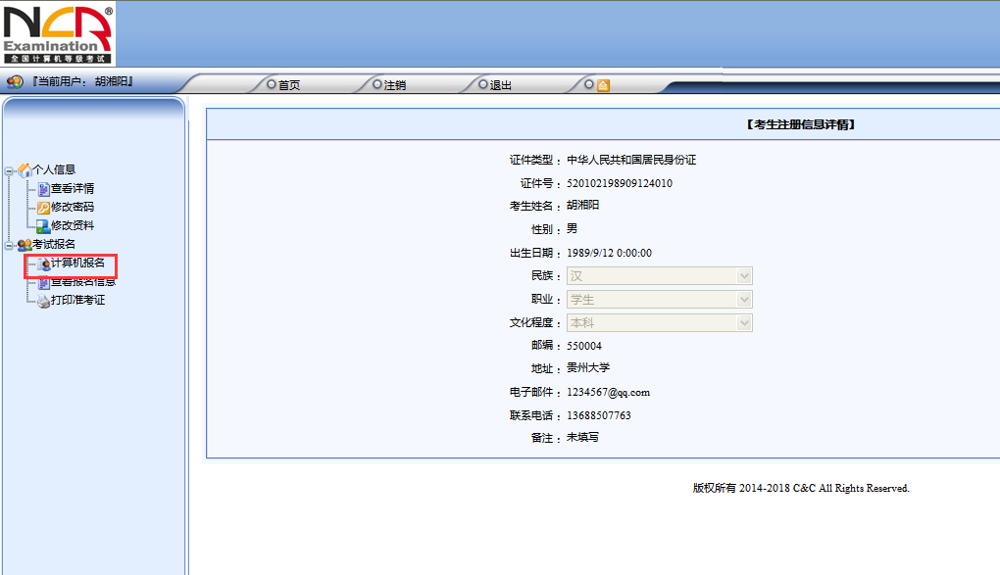 NCR®
Examination
全国计算机等级考试
『当前用户: 胡湘阳』
首页
注销
退出
个人信息
查看详情
修改密码
修改资料
考试报名
计算机报名
查看报名信息
打印准考证
【考生注册信息详情】
证件类型： 中华人民共和国居民身份证
证件号： 520102198909124010
考生姓名： 胡湘阳
性别： 男
出生日期： 1989/9/12 0:00:00
民族： 汉
职业： 学生
文化程度： 本科
邮编： 550004
地址： 贵州大学
电子邮件： 1234567@qq.com
联系电话： 13688507763
备注： 未填写
版权所有 2014-2018 C&C All Rights Reserved.